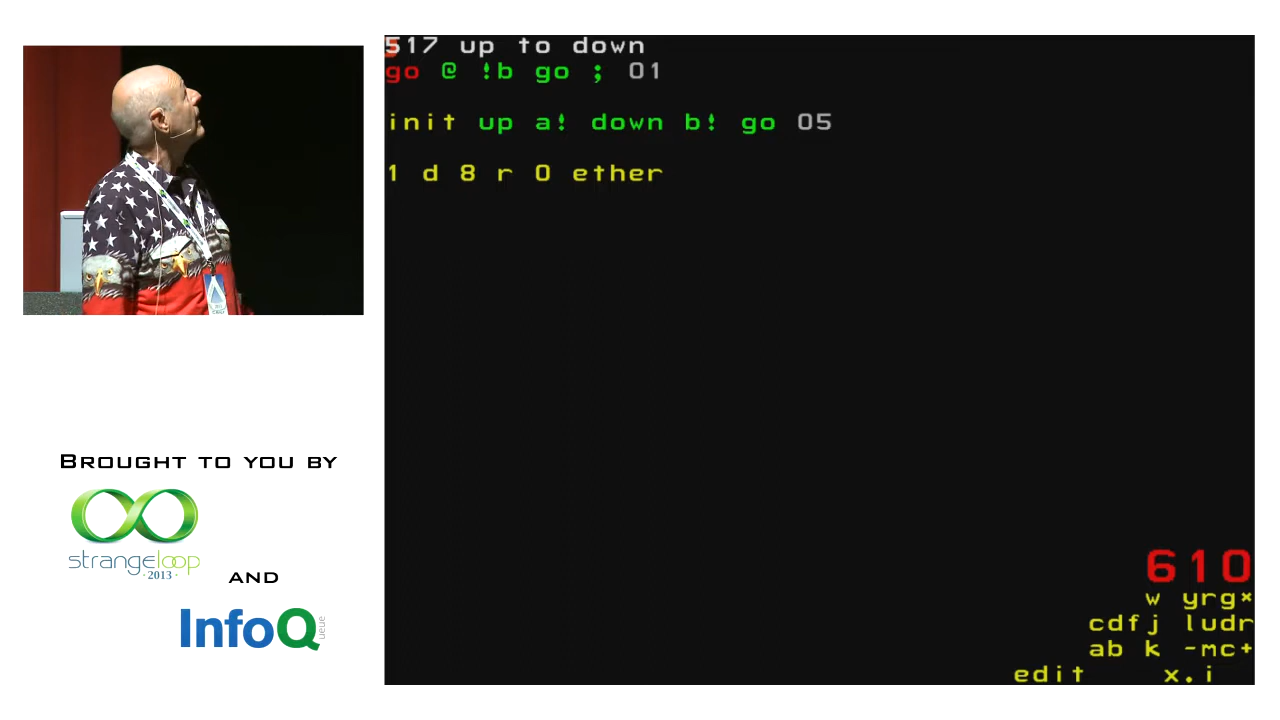 517 up to down
go @ !b go ; 01
init up a! down b! go 05
1 d 8 r 0 ether
BROUGHT TO YOU BY
strangeloop
·2013·
AND
InfoQ
queue
610
w yrg*
cdfj ludr
ab k -mc+
edit x.i